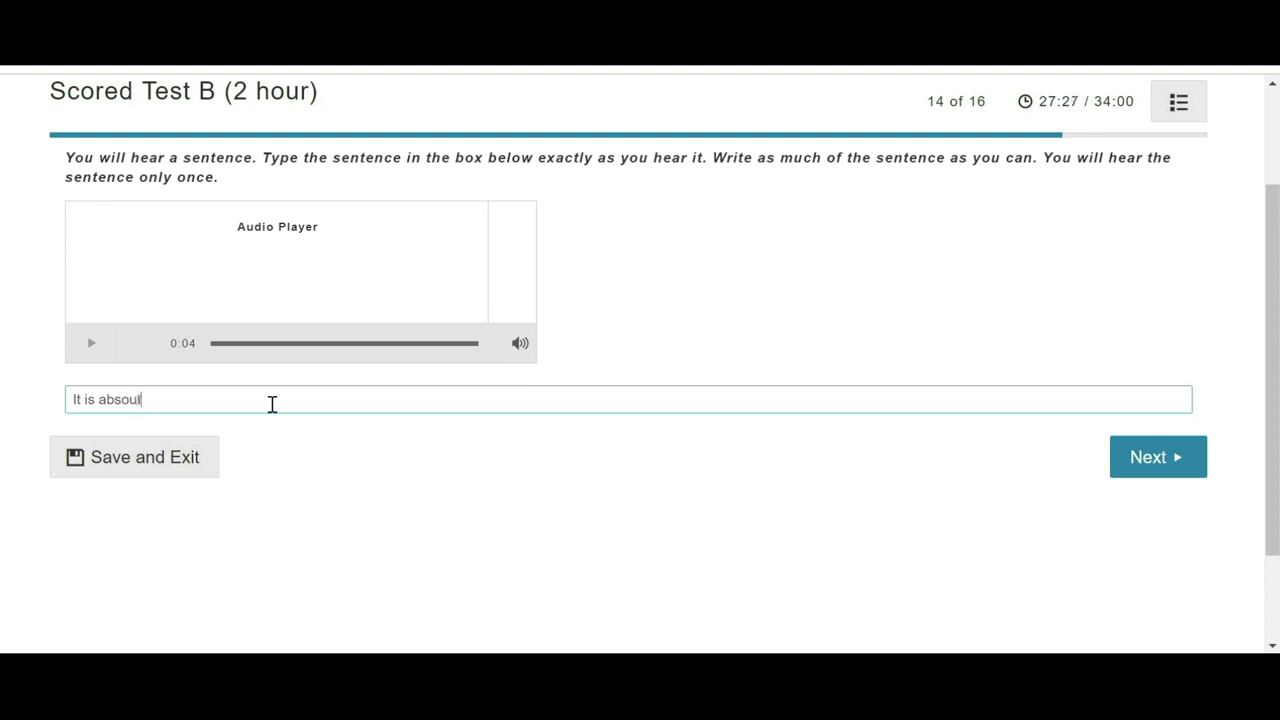 Scored Test B (2 hour)
14 of 16
27:27 / 34:00
You will hear a sentence. Type the sentence in the box below exactly as you hear it. Write as much of the sentence as you can. You will hear the
sentence only once.
Audio Player
0:04
It is absoul
Save and Exit
Next